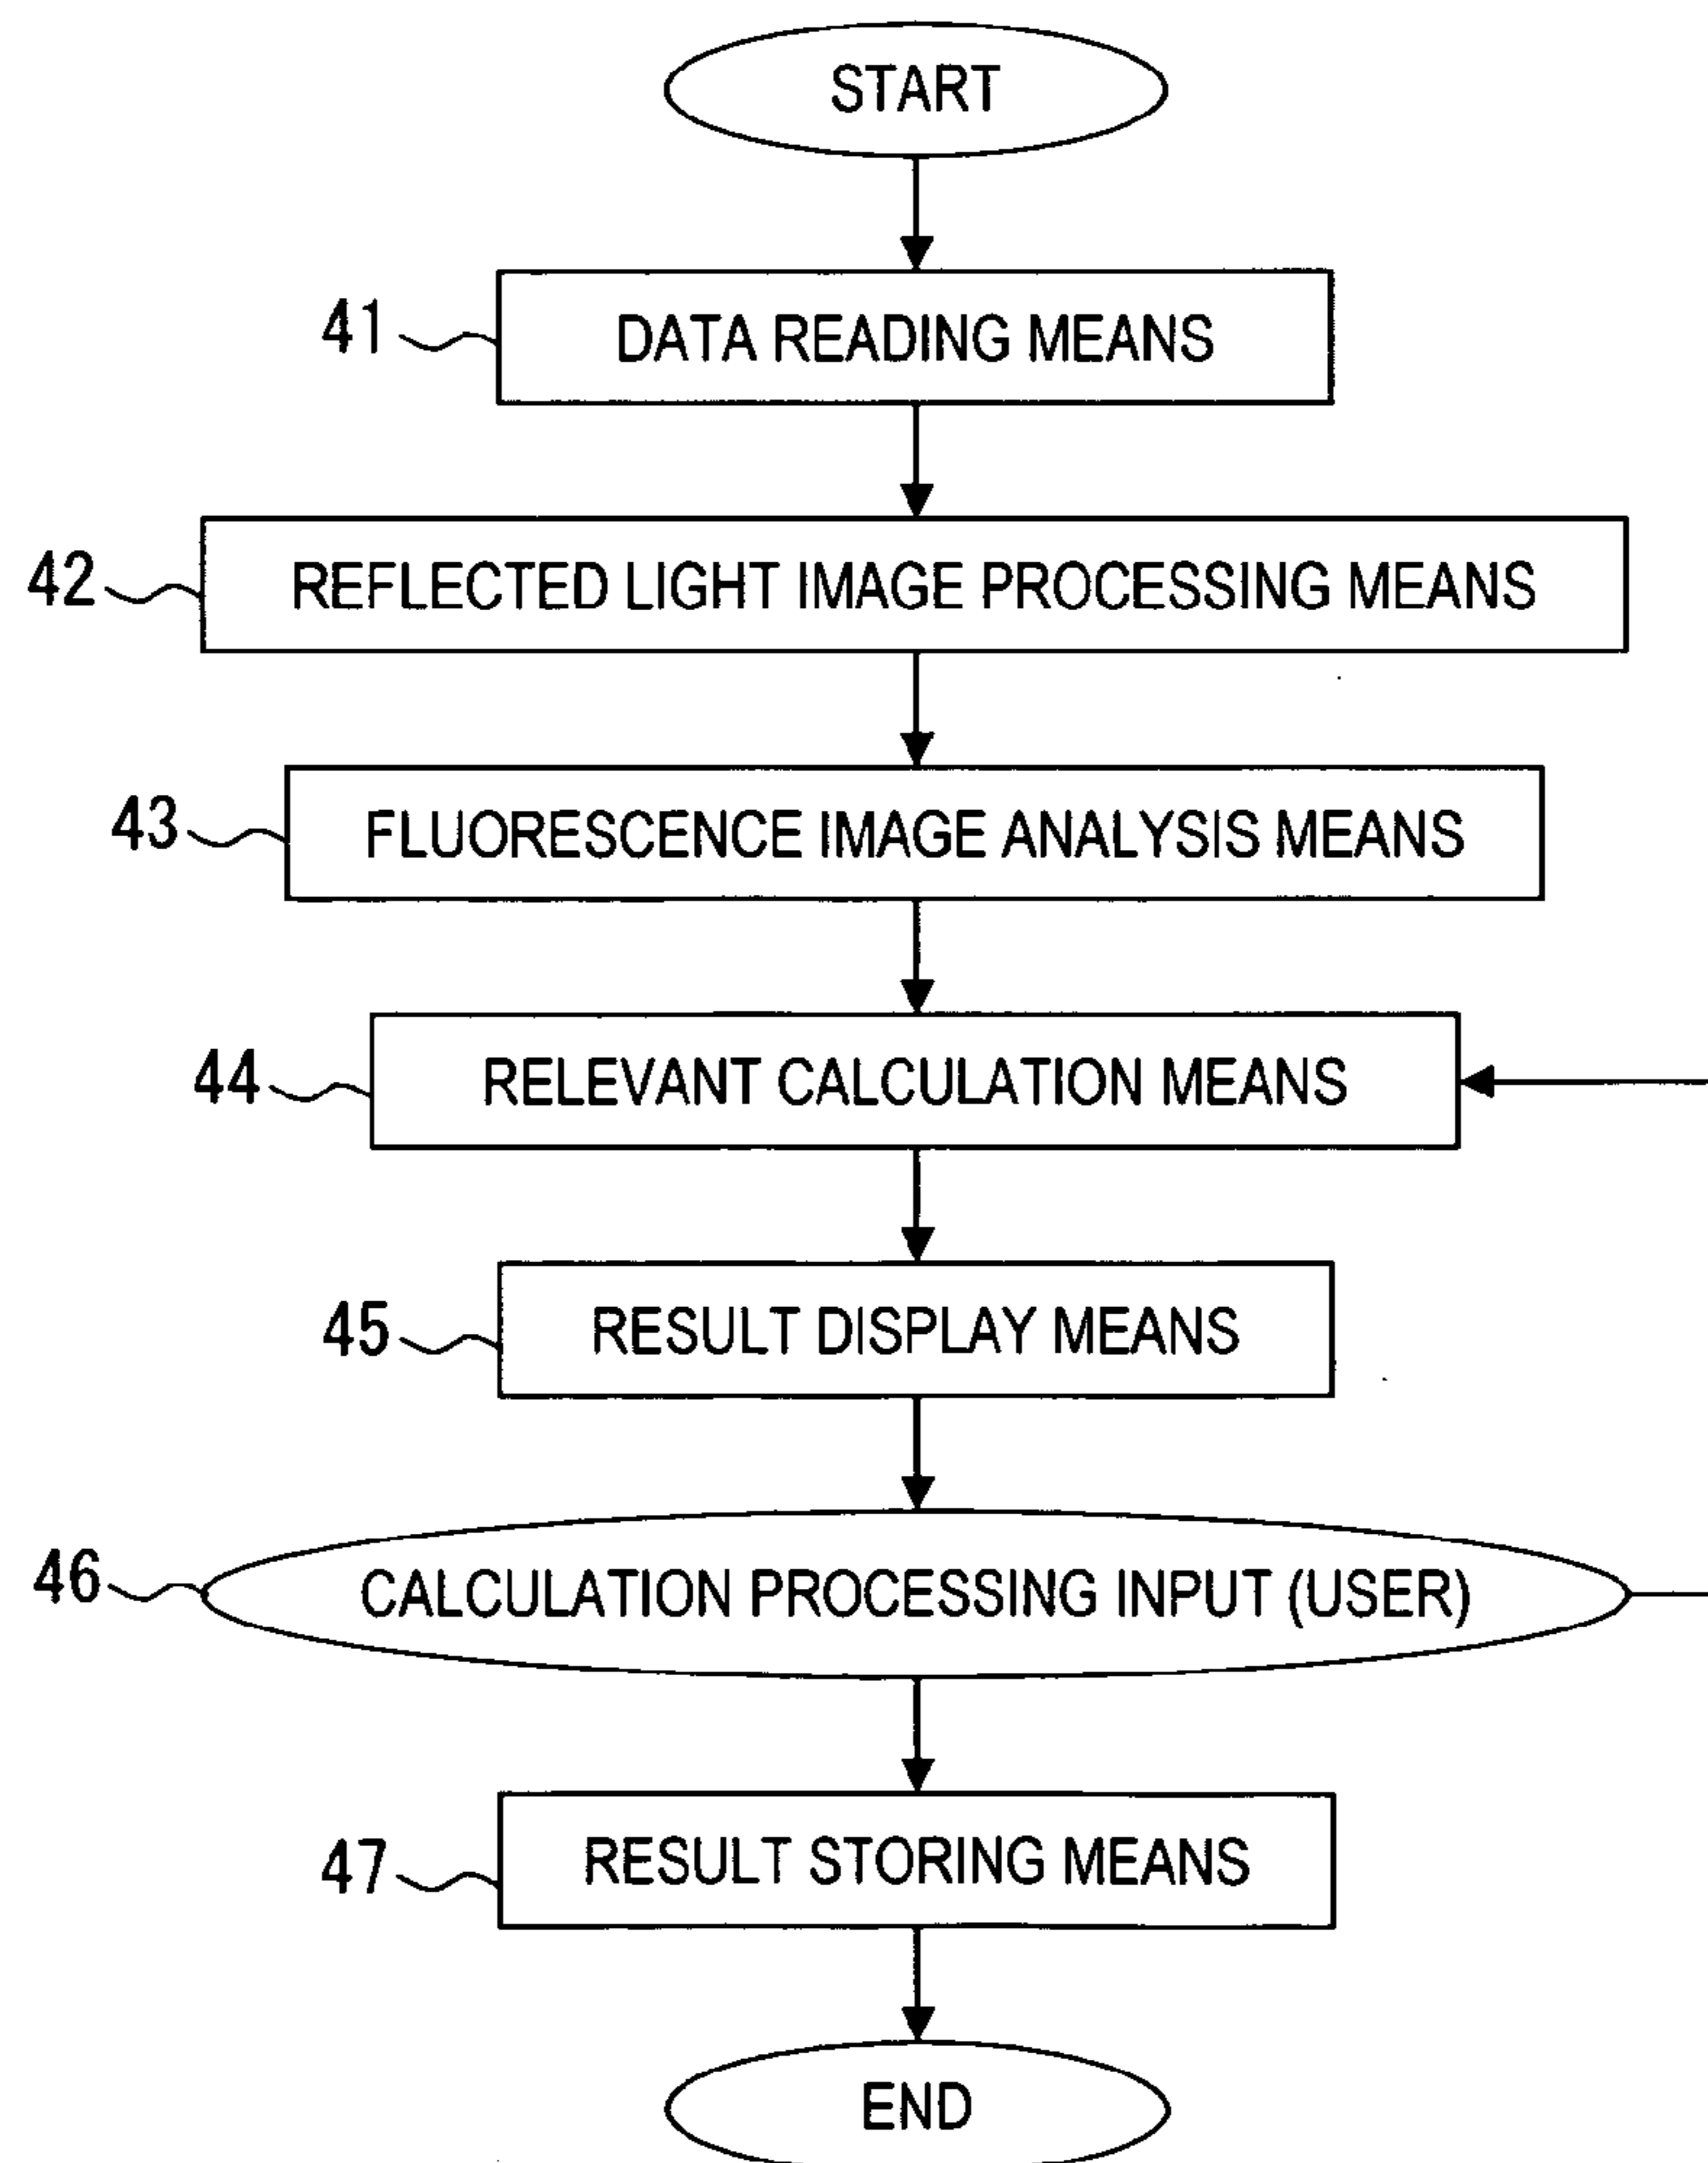 START
41 DATA READING MEANS
42 REFLECTED LIGHT IMAGE PROCESSING MEANS
43 FLUORESCENCE IMAGE ANALYSIS MEANS
44 RELEVANT CALCULATION MEANS
45 RESULT DISPLAY MEANS
46 CALCULATION PROCESSING INPUT (USER)
47 RESULT STORING MEANS
END